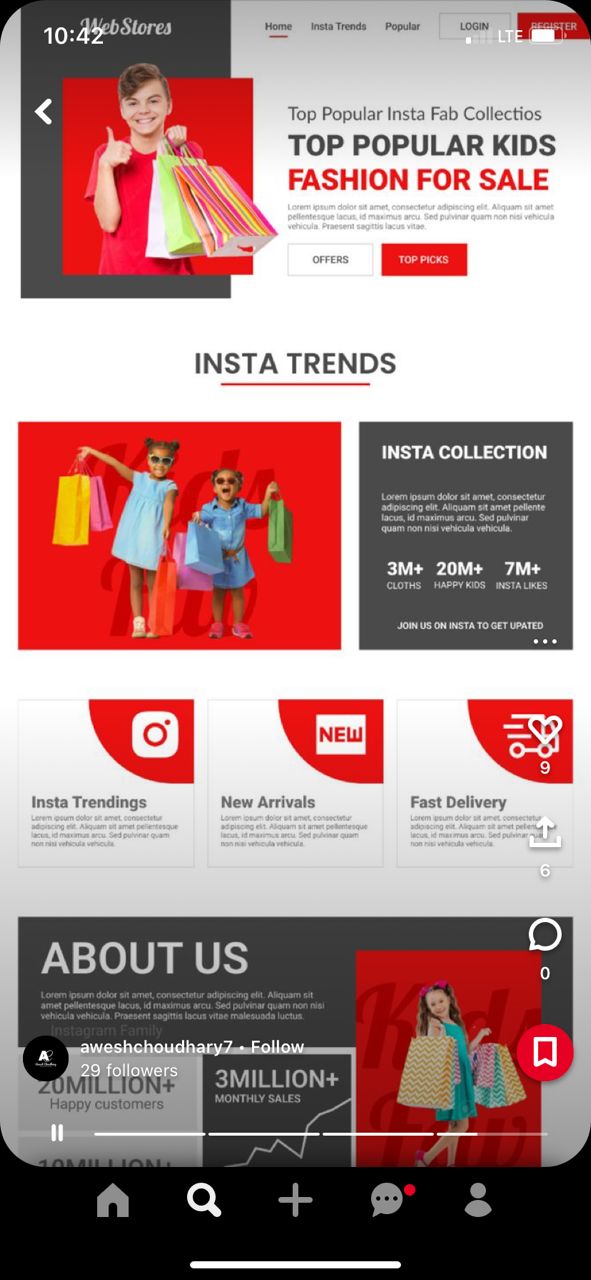 10:42
WebStores
Home
Insta Trends
Popular
LOGIN
REGISTER
LTE
Top Popular Insta Fab Collectios
TOP POPULAR KIDS
FASHION FOR SALE
Lorem ipsum dolor sit amet, consectetur adipiscing elit. Aliquam sit amet
pellentesque lacus, id maximus arcu. Sed pulvinar quam non nisi vehicula
vehicula. Praesent sagittis lacus vitae.
OFFERS
TOP PICKS
INSTA TRENDS
Kids
Fav
INSTA COLLECTION
Lorem ipsum dolor sit amet, consectetur
adipiscing elit. Aliquam sit amet pellente
lacus, id maximus arcu. Sed pulvinar
quam non nisi vehicula vehicula.
3M+ 20M+ 7M+
CLOTHS HAPPY KIDS INSTA LIKES
JOIN US ON INSTA TO GET UPATED
NEW
9
Insta Trendings
Lorem ipsum dolor sit amet, consectetur
adipiscing elit. Aliquam sit amet pellentesque
lacus, id maximus arcu. Sed pulvinar quam
non nisi vehicula vehicula.
New Arrivals
Lorem ipsum dolor sit amet, consectetur
adipiscing elit. Aliquam sit amet pellentesque
lacus, id maximus arcu. Sed pulvinar quam
non nisi vehicula vehicula.
Fast Delivery
Lorem ipsum dolor sit amet, consectetur
adipiscing elit. Aliquam sit amet pellentesque
lacus, id maximus arcu. Sed pulvinar quam
non nisi vehicula vehicula.
6
ABOUT US
Lorem ipsum dolor sit amet, consectetur adipiscing elit. Aliquam sit
amet pellentesque lacus, id maximus arcu. Sed pulvinar quam non nisi
vehicula vehicula. Praesent sagittis lacus vitae malesuada luctus.
Kids
Fav
0
Instagram Family
aweshchoudhary7 • Follow
29 followers
20MILLION+
Happy customers
3MILLION+
MONTHLY SALES
10MILLION+